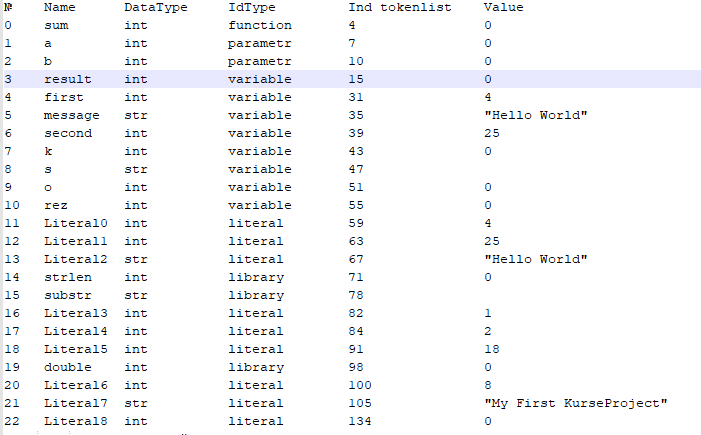 № Name DataType IdType Ind tokenlist Value
0 sum int function 4 0
1 a int parametr 7 0
2 b int parametr 10 0
3 result int variable 15 0
4 first int variable 31 4
5 message str variable 35 "Hello World"
6 second int variable 39 25
7 k int variable 43 0
8 s str variable 47
9 o int variable 51 0
10 rez int variable 55 0
11 Literal0 int literal 59 4
12 Literal1 int literal 63 25
13 Literal2 str literal 67 "Hello World"
14 strlen int library 71 0
15 substr str library 78
16 Literal3 int literal 82 1
17 Literal4 int literal 84 2
18 Literal5 int literal 91 18
19 double int library 98 0
20 Literal6 int literal 100 8
21 Literal7 str literal 105 "My First KurseProject"
22 Literal8 int literal 134 0